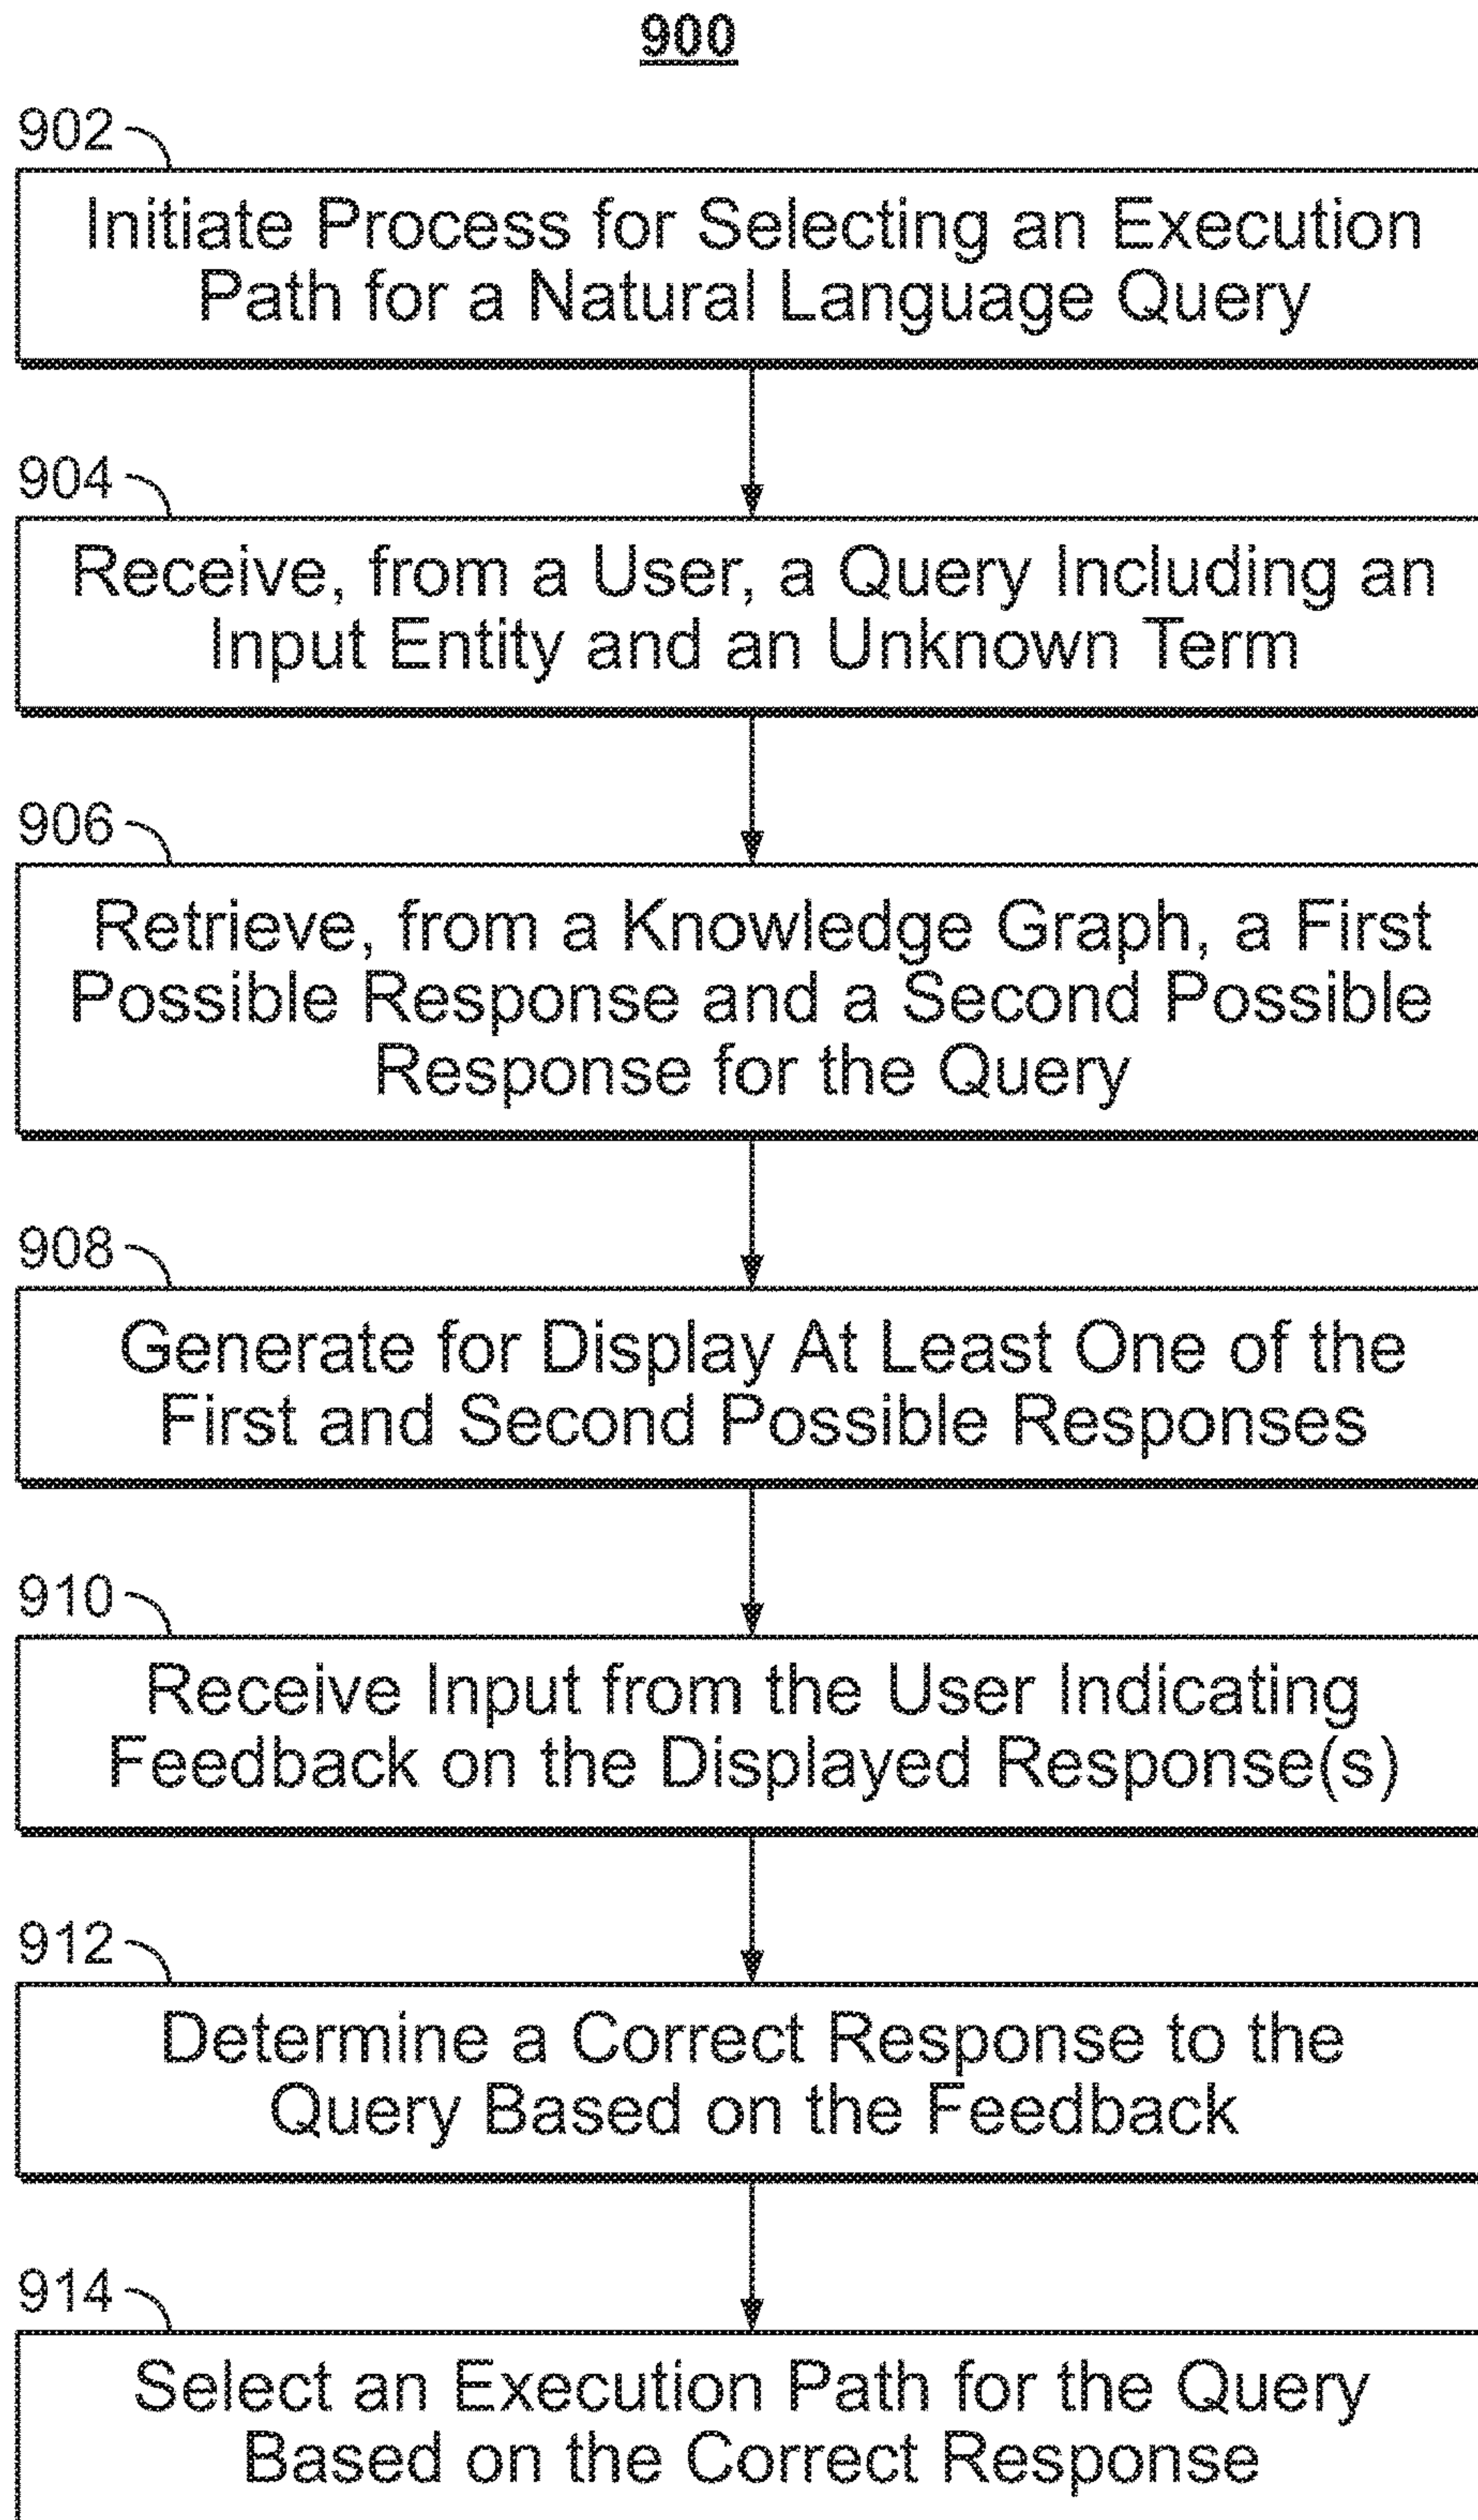 900
902
Initiate Process for Selecting an Execution
Path for a Natural Language Query
904
Receive, from a User, a Query Including an
Input Entity and an Unknown Term
906
Retrieve, from a Knowledge Graph, a First
Possible Response and a Second Possible
Response for the Query
908
Generate for Display At Least One of the
First and Second Possible Responses
910
Receive Input from the User Indicating
Feedback on the Displayed Response(s)
912
Determine a Correct Response to the
Query Based on the Feedback
914
Select an Execution Path for the Query
Based on the Correct Response